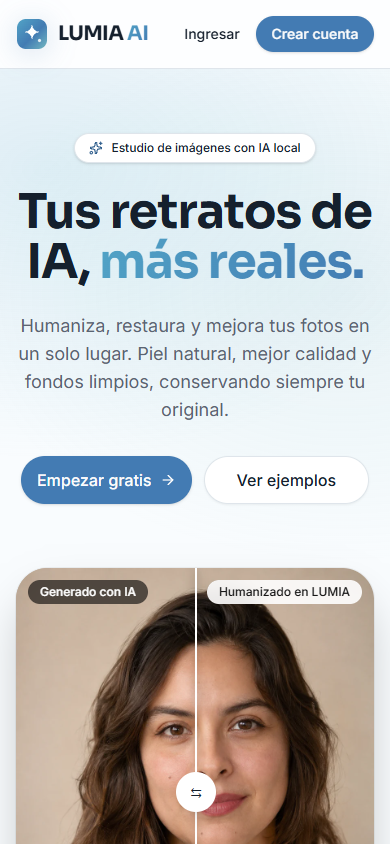 LUMIA AI
Ingresar
Crear cuenta
Estudio de imágenes con IA local
Tus retratos de
IA, más reales.
Humaniza, restaura y mejora tus fotos en
un solo lugar. Piel natural, mejor calidad y
fondos limpios, conservando siempre tu
original.
Empezar gratis →
Ver ejemplos
Generado con IA
Humanizado en LUMIA